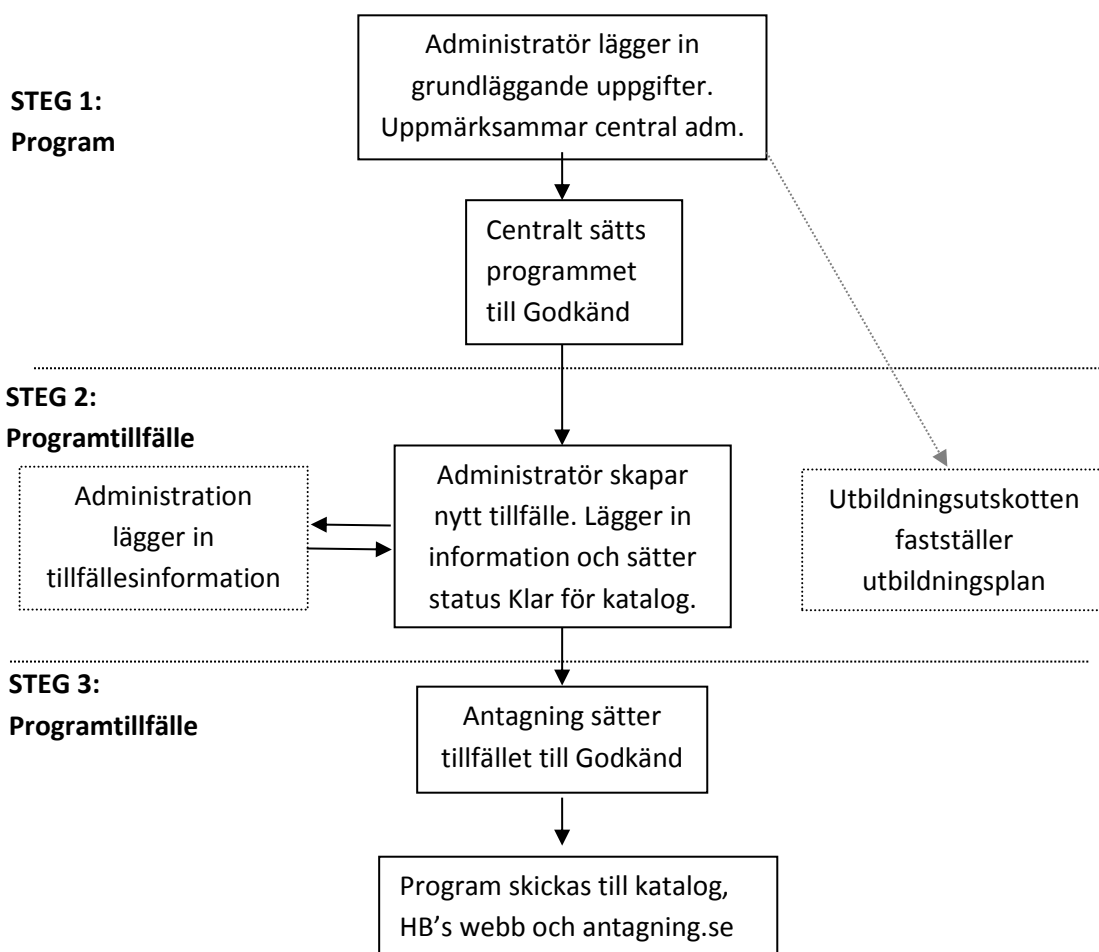 Administratör lägger in
grundläggande uppgifter.
Uppmärksammar central adm.
STEG 1:
Program
Centralt sätts
programmet
till Godkänd
STEG 2:
Programtillfälle
Administration
lägger in
tillfällesinformation
Administratör skapar
nytt tillfälle. Lägger in
information och sätter
status Klar för katalog.
Utbildningsutskotten
fastställer
utbildningsplan
STEG 3:
Programtillfälle
Antagning sätter
tillfället till Godkänd
Program skickas till katalog,
HB’s webb och antagning.se